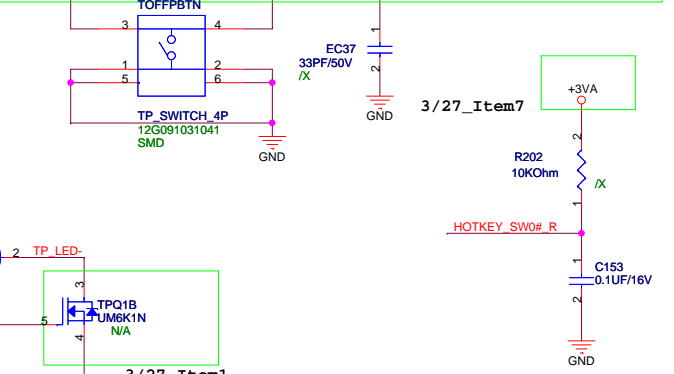 TOFFPBTN
3
4
1
2
5
6
TP_SWITCH_4P
12G091031041
SMD
GND
1
EC37
33PF/50V
/X
2
GND
3/27_Item7
+3VA
2
R202
10KOhm
/X
1
HOTKEY_SW0#_R
1
C153
0.1UF/16V
2
GND
2
TP_LED-
3
TPQ1B
UM6K1N
N/A
5
4
3/27_Item1